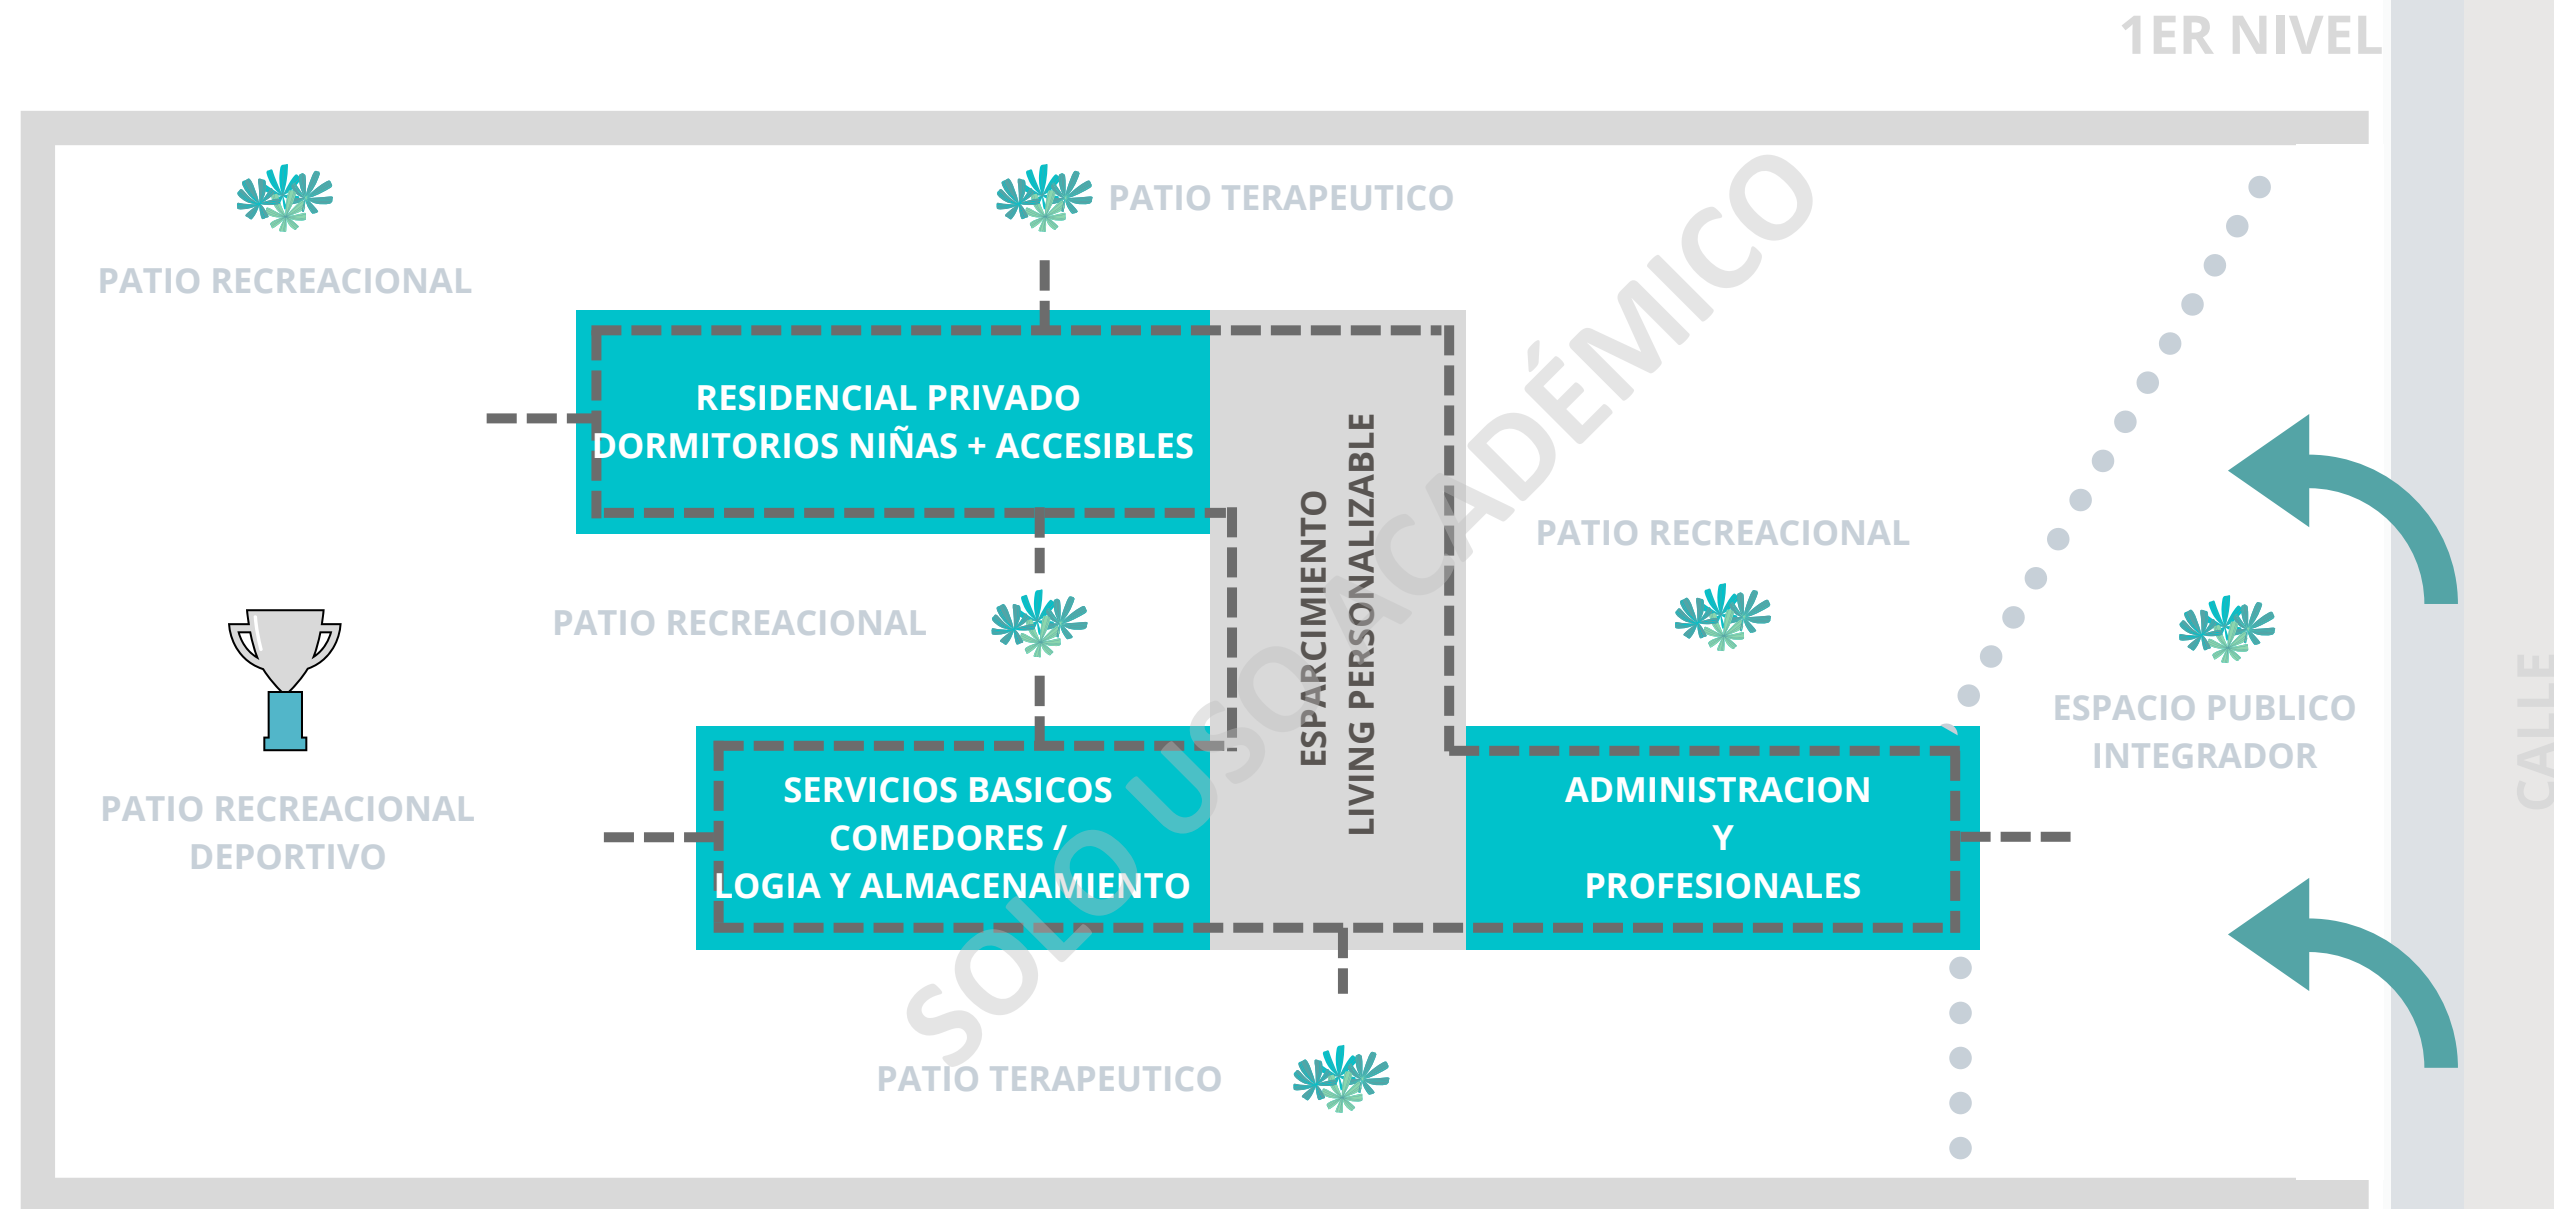 1ER NIVEL
PATIO TERAPEUTICO
PATIO RECREACIONAL
RESIDENCIAL PRIVADO
DORMITORIOS NIÑAS + ACCESIBLES
ESPARCIMIENTO
LIVING PERSONALIZABLE
PATIO RECREACIONAL
PATIO RECREACIONAL
ESPACIO PUBLICO
INTEGRADOR
CALLE
PATIO RECREACIONAL
DEPORTIVO
SERVICIOS BASICOS
COMEDORES /
LOGIA Y ALMACENAMIENTO
ADMINISTRACION
Y
PROFESIONALES
PATIO TERAPEUTICO
SOLO USO ACADÉMICO